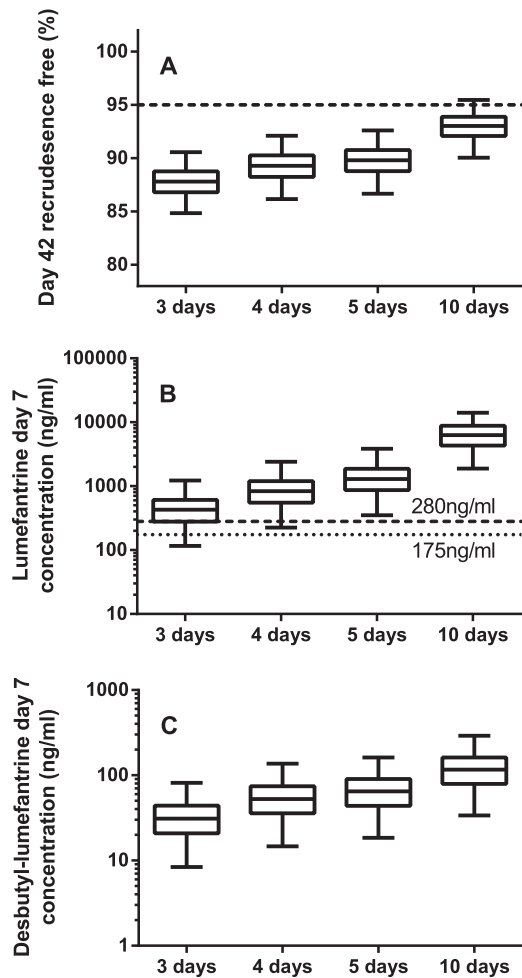 Day 42 recrudesence free (%)
A
100
95
90
85
80
3 days 4 days 5 days 10 days
Lumefantrine day 7
concentration (ng/ml)
B
100000
10000
1000
100
10
280ng/ml
175ng/ml
3 days 4 days 5 days 10 days
Desbutyl-lumefantrine day 7
concentration (ng/ml)
C
1000
100
10
1
3 days 4 days 5 days 10 days